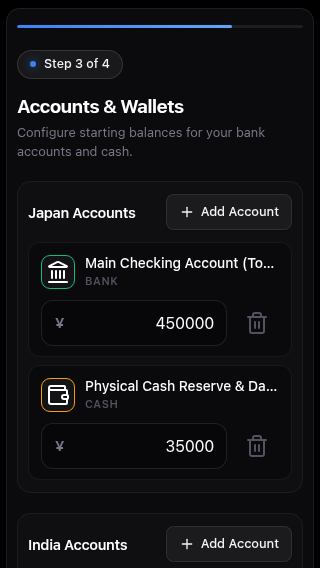 Step 3 of 4
Accounts & Wallets
Configure starting balances for your bank
accounts and cash.
Japan Accounts
+ Add Account
Main Checking Account (To...
BANK
¥ 450000
Physical Cash Reserve & Da...
CASH
¥ 35000
India Accounts
+ Add Account